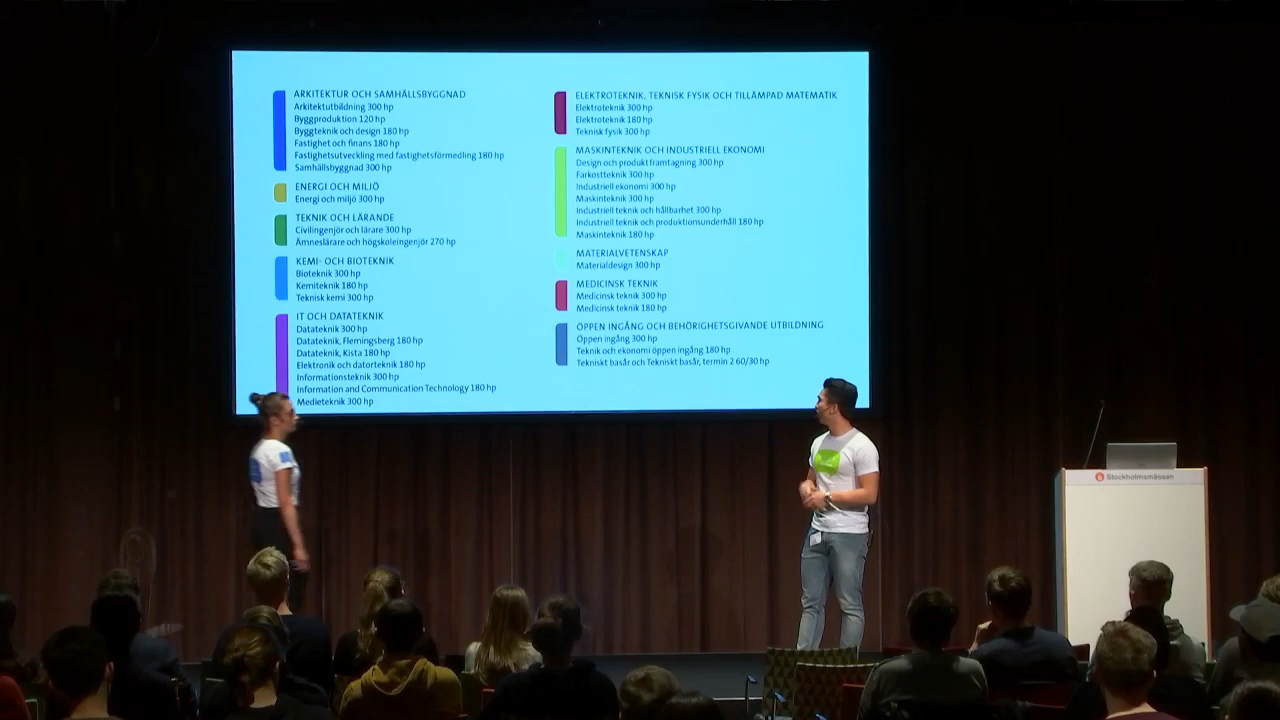 ARKITEKTUR OCH SAMHÄLLSBYGGNAD
Arkitektutbildning 300 hp
Byggproduktion 120 hp
Byggteknik och design 180 hp
Fastighet och finans 180 hp
Fastighetsutveckling med fastighetsförmedling 180 hp
Samhällsbyggnad 300 hp
ENERGI OCH MILJÖ
Energi och miljö 300 hp
TEKNIK OCH LÄRANDE
Civilingenjör och lärare 300 hp
Ämneslärare och högskoleingenjör 270 hp
KEMI- OCH BIOTEKNIK
Bioteknik 300 hp
Kemiteknik 180 hp
Teknisk kemi 300 hp
IT OCH DATATEKNIK
Datateknik 300 hp
Datateknik, Flemingsberg 180 hp
Datateknik, Kista 180 hp
Elektronik och datorteknik 180 hp
Informationsteknik 300 hp
Information and Communication Technology 180 hp
Medieteknik 300 hp
ELEKTROTEKNIK, TEKNISK FYSIK OCH TILLÄMPAD MATEMATIK
Elektroteknik 300 hp
Elektroteknik 180 hp
Teknisk fysik 300 hp
MASKINTEKNIK OCH INDUSTRIELL EKONOMI
Design och produktframtagning 300 hp
Farkostteknik 300 hp
Industriell ekonomi 300 hp
Maskinteknik 300 hp
Industriell teknik och hållbarhet 300 hp
Industriell teknik och produktionsunderhåll 180 hp
Maskinteknik 180 hp
MATERIALVETENSKAP
Materialdesign 300 hp
MEDICINSK TEKNIK
Medicinsk teknik 300 hp
Medicinsk teknik 180 hp
ÖPPEN INGÅNG OCH BEHÖRIGHETSGIVANDE UTBILDNING
Öppen ingång 300 hp
Teknik och ekonomi öppen ingång 180 hp
Tekniskt basår och Tekniskt basår, termin 2 60/30 hp
Stockholmsmässan